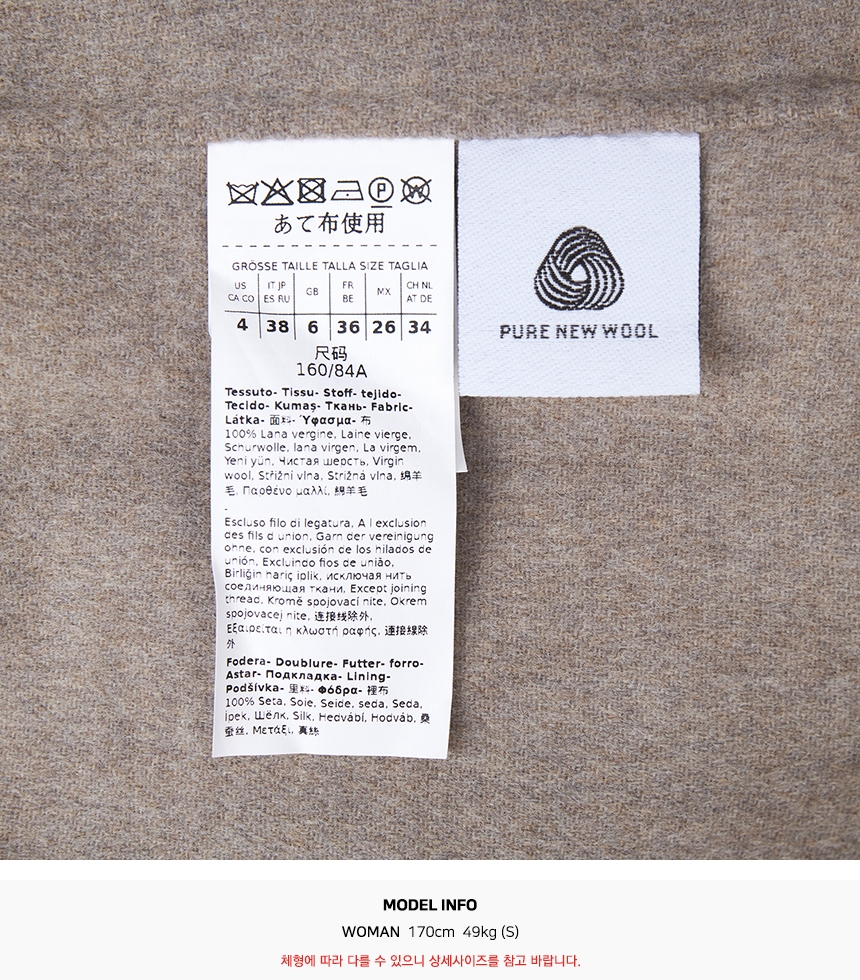 あて布使用
GRÖSSE TAILLE TALLA SIZE TAGLIA
US CA CO
IT JP ES RU
GB
FR BE
MX
CH NL AT DE
4 38 6 36 26 34
尺码
160/84A
Tessuto- Tissu- Stoff- tejido-
Tecido- Kumaş- Ткань- Fabric-
Látka- 面料- Ύφασμα- 布
100% Lana vergine, Laine vierge,
Schurwolle, lana virgen, La virgem,
Yeni yün, Чистая шерсть, Virgin
wool, Střižní vlna, Strižná vlna, 绵羊
毛, Παρθένο μαλλί, 綿羊毛
-
Escluso filo di legatura, A l exclusion
des fils d union, Garn der vereinigung
ohne, con exclusión de los hilados de
unión, Excluindo fios de união,
Birliğin hariç iplik, исключая нить
соединяющая ткани, Except joining
thread, Kromě spojovací nite, Okrem
spojovacej nite, 连接线除外,
Εξαιρείται η κλωστή ραφής, 連接線除
外
Fodera- Doublure- Futter- forro-
Astar- Подкладка- Lining-
Podšívka- 里料- Φόδρα- 裡布
100% Seta, Soie, Seide, seda, Seda,
İpek, Шёлк, Silk, Hedvábí, Hodváb, 桑
蚕丝, Μετάξι, 真絲
PURE NEW WOOL
MODEL INFO
WOMAN 170cm 49kg (S)
체형에 따라 다를 수 있으니 상세사이즈를 참고 바랍니다.